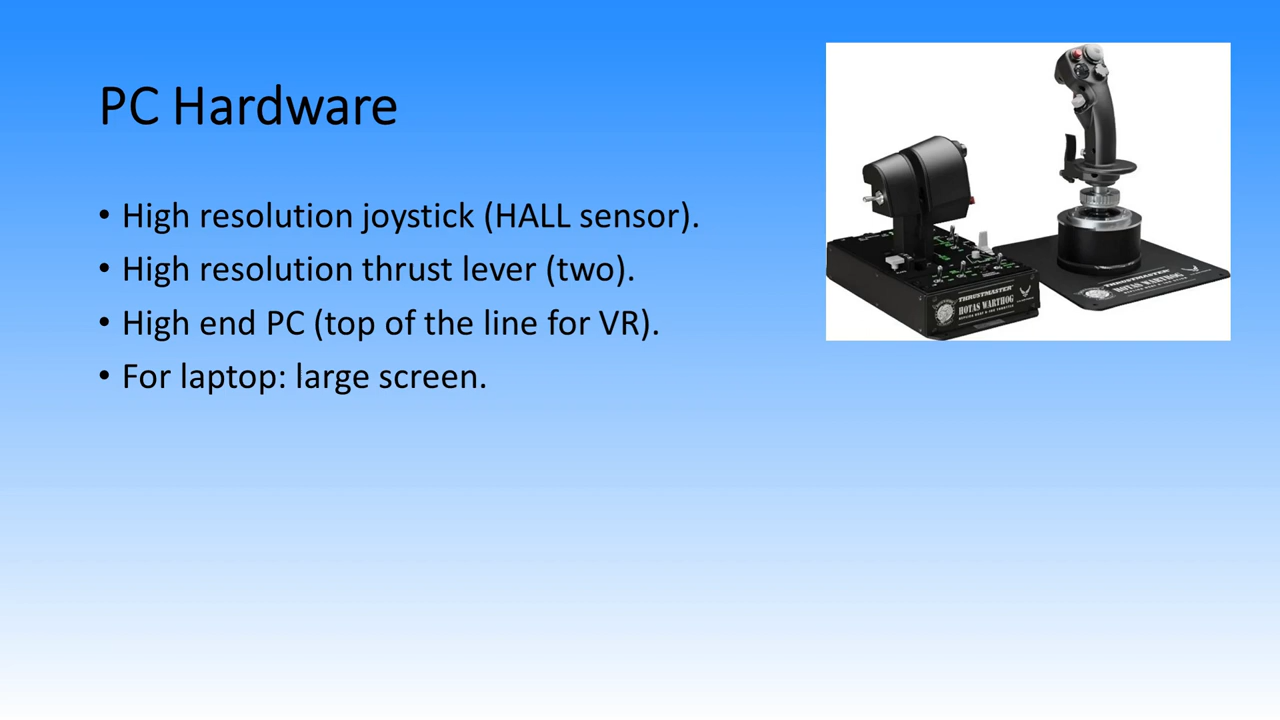 PC Hardware
• High resolution joystick (HALL sensor).
• High resolution thrust lever (two).
• High end PC (top of the line for VR).
• For laptop: large screen.
THRUSTMASTER
HOTAS WARTHOG
THRUSTMASTER
HOTAS WARTHOG